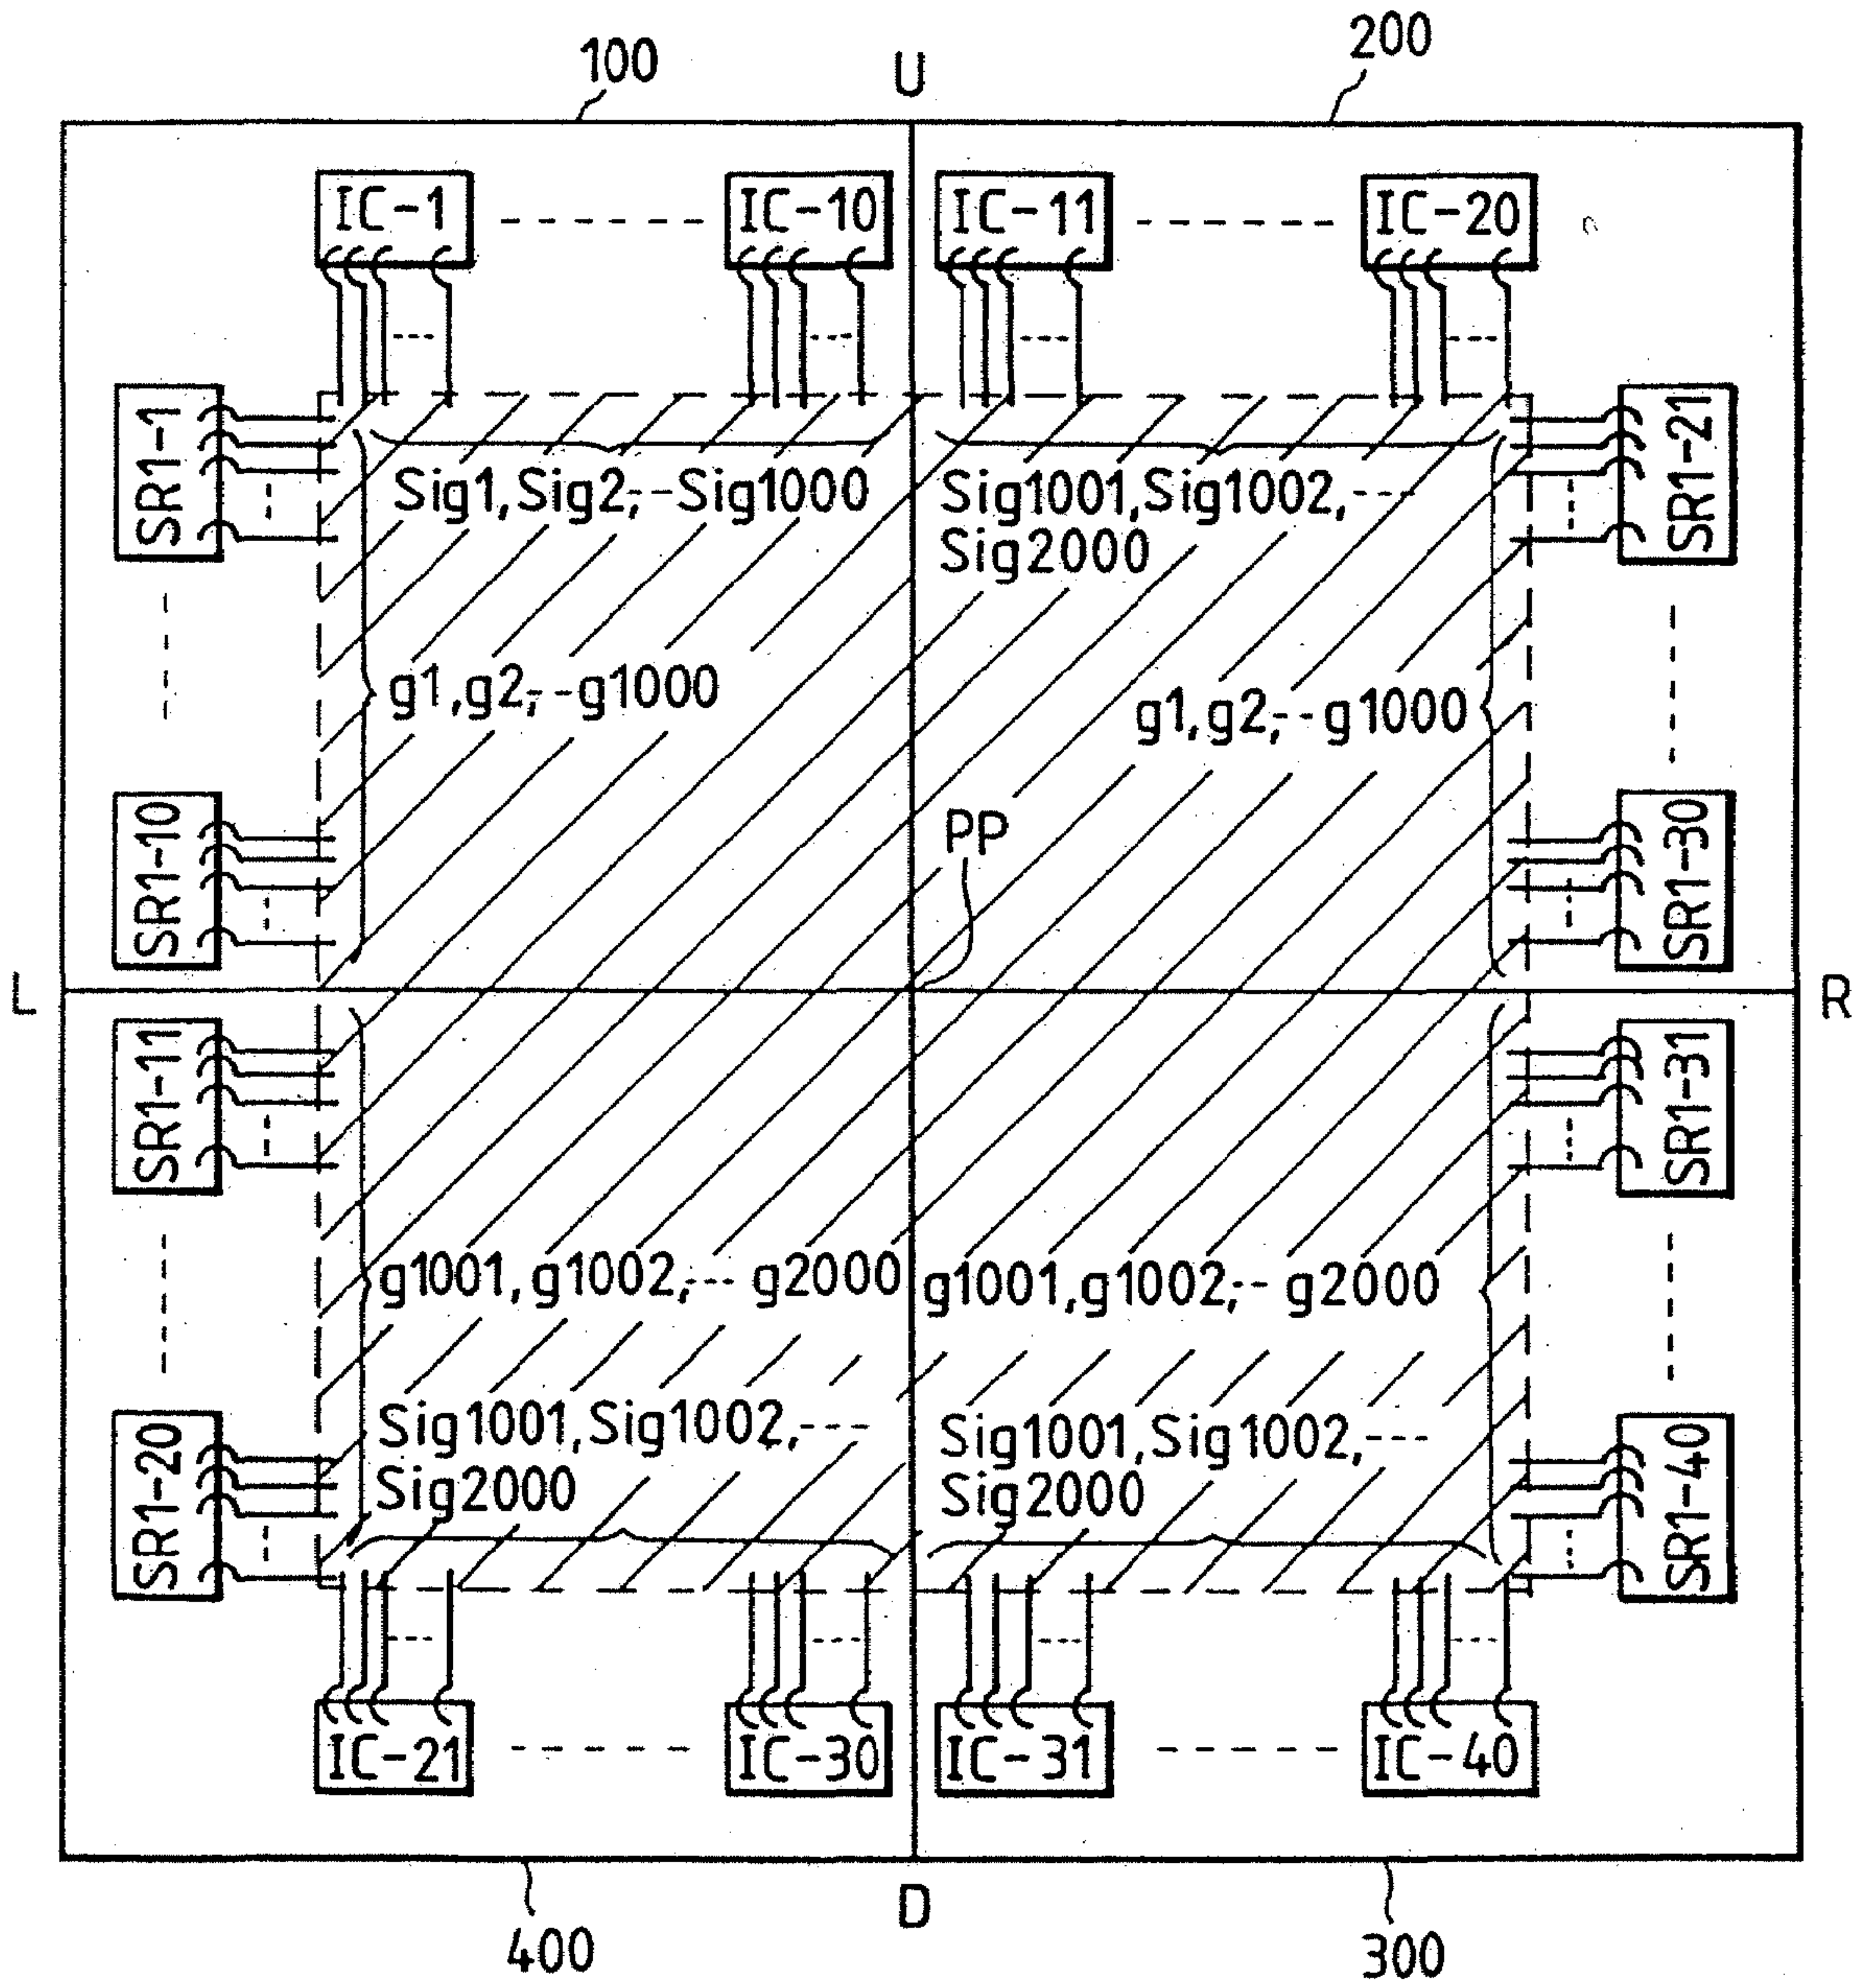 100
U
200
IC-1
IC-10
IC-11
IC-20
SR1-1
SR1-21
Sig1,Sig2,--Sig1000
Sig1001,Sig1002,---
Sig2000
g1,g2,--g1000
g1,g2,--g1000
SR1-10
PP
SR1-30
L
R
SR1-11
SR1-31
g1001,g1002,--- g2000
g1001,g1002,-- g2000
SR1-20
Sig1001,Sig1002,---
Sig2000
Sig1001,Sig1002,---
Sig2000
SR1-40
IC-21
IC-30
IC-31
IC-40
400
D
300